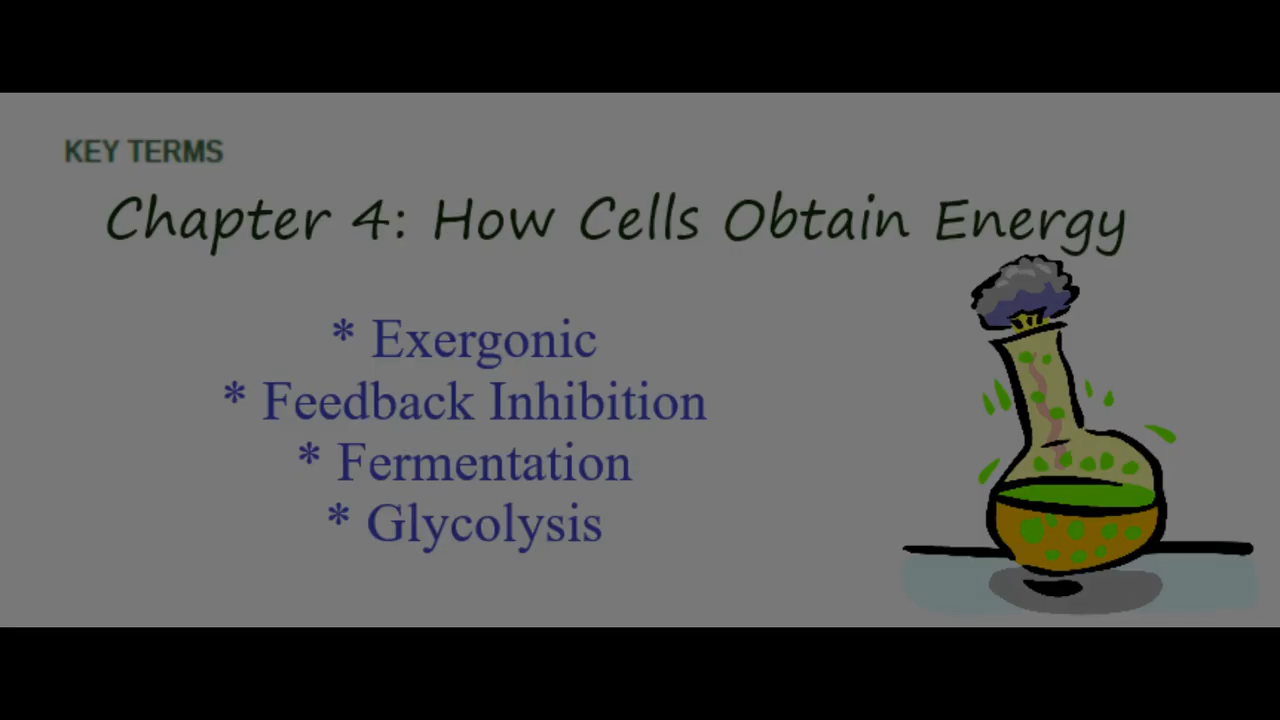 KEY TERMS
Chapter 4: How Cells Obtain Energy
* Exergonic
* Feedback Inhibition
* Fermentation
* Glycolysis